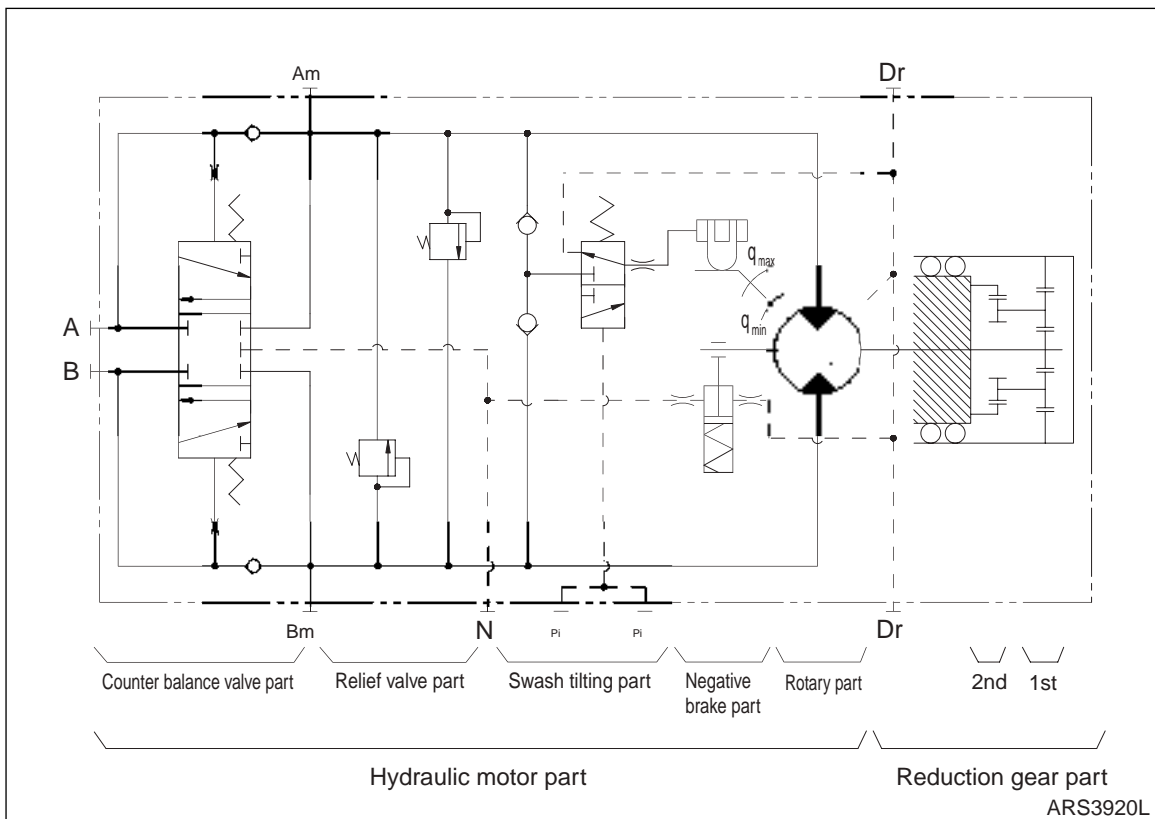 Am
Dr
A
B
qmax
qmin
Bm
N
Pi
Pi
Dr
Counter balance valve part
Relief valve part
Swash tilting part
Negative
brake part
Rotary part
2nd
1st
Hydraulic motor part
Reduction gear part
ARS3920L